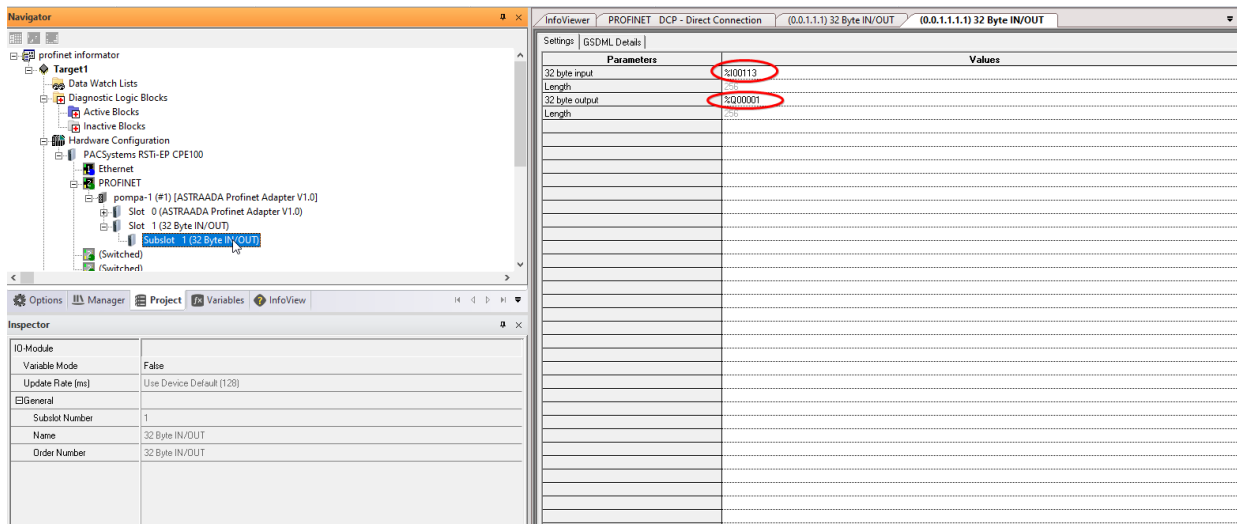 Navigator
profinet informator
Target1
Data Watch Lists
Diagnostic Logic Blocks
Active Blocks
Inactive Blocks
Hardware Configuration
PACSystems RSTi-EP CPE100
Ethernet
PROFINET
pompa-1 (#1) [ASTRAADA Profinet Adapter V1.0]
Slot 0 (ASTRAADA Profinet Adapter V1.0)
Slot 1 (32 Byte IN/OUT)
Subslot 1 (32 Byte IN/OUT)
(Switched)
(Switched)
Options Manager Project Variables InfoView
Inspector
IO-Module
Variable Mode False
Update Rate (ms) Use Device Default (128)
General
Subslot Number 1
Name 32 Byte IN/OUT
Order Number 32 Byte IN/OUT
InfoViewer PROFINET DCP - Direct Connection (0.0.1.1.1) 32 Byte IN/OUT (0.0.1.1.1.1) 32 Byte IN/OUT
Settings GSDML Details
Parameters Values
32 byte input %I00113
Length 256
32 byte output %Q00001
Length 256